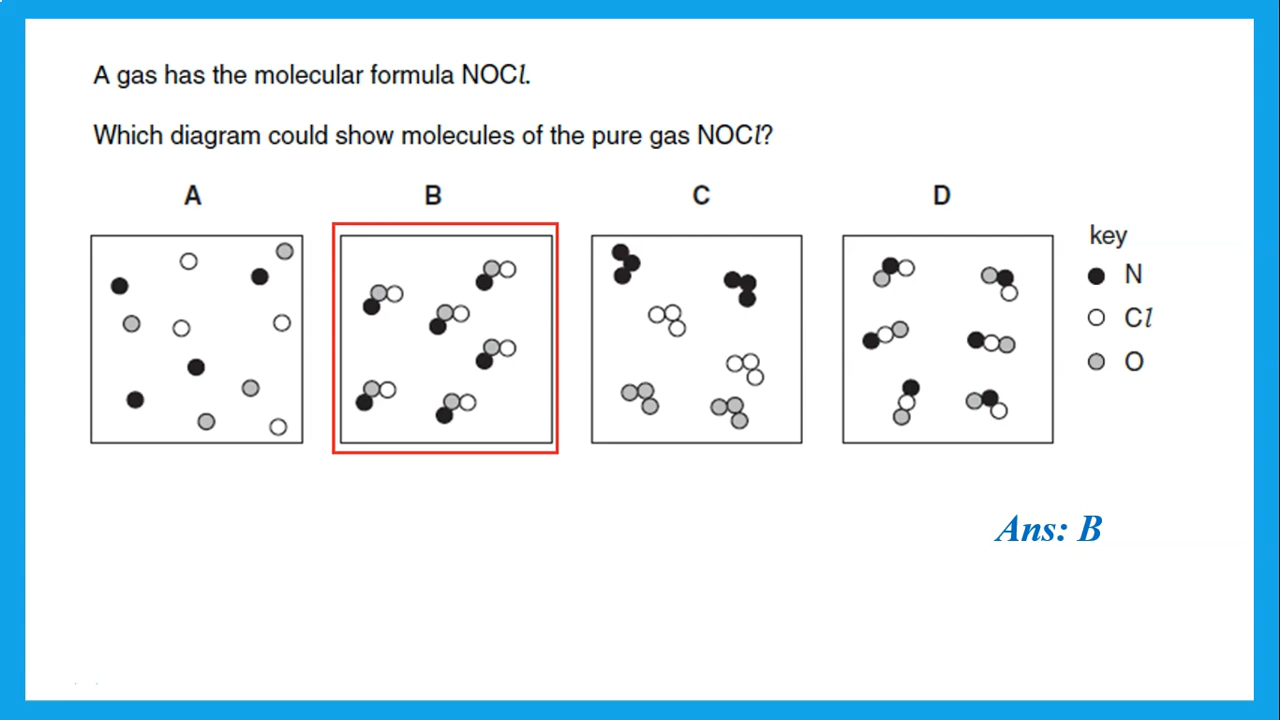 A gas has the molecular formula NOCl.
Which diagram could show molecules of the pure gas NOCl?
A B C D
key
N
Cl
O
Ans: B